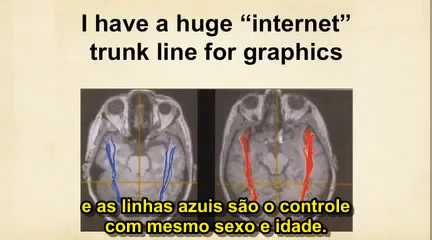 I have a huge “internet”
trunk line for graphics
e as linhas azuis são o controle
com mesmo sexo e idade.